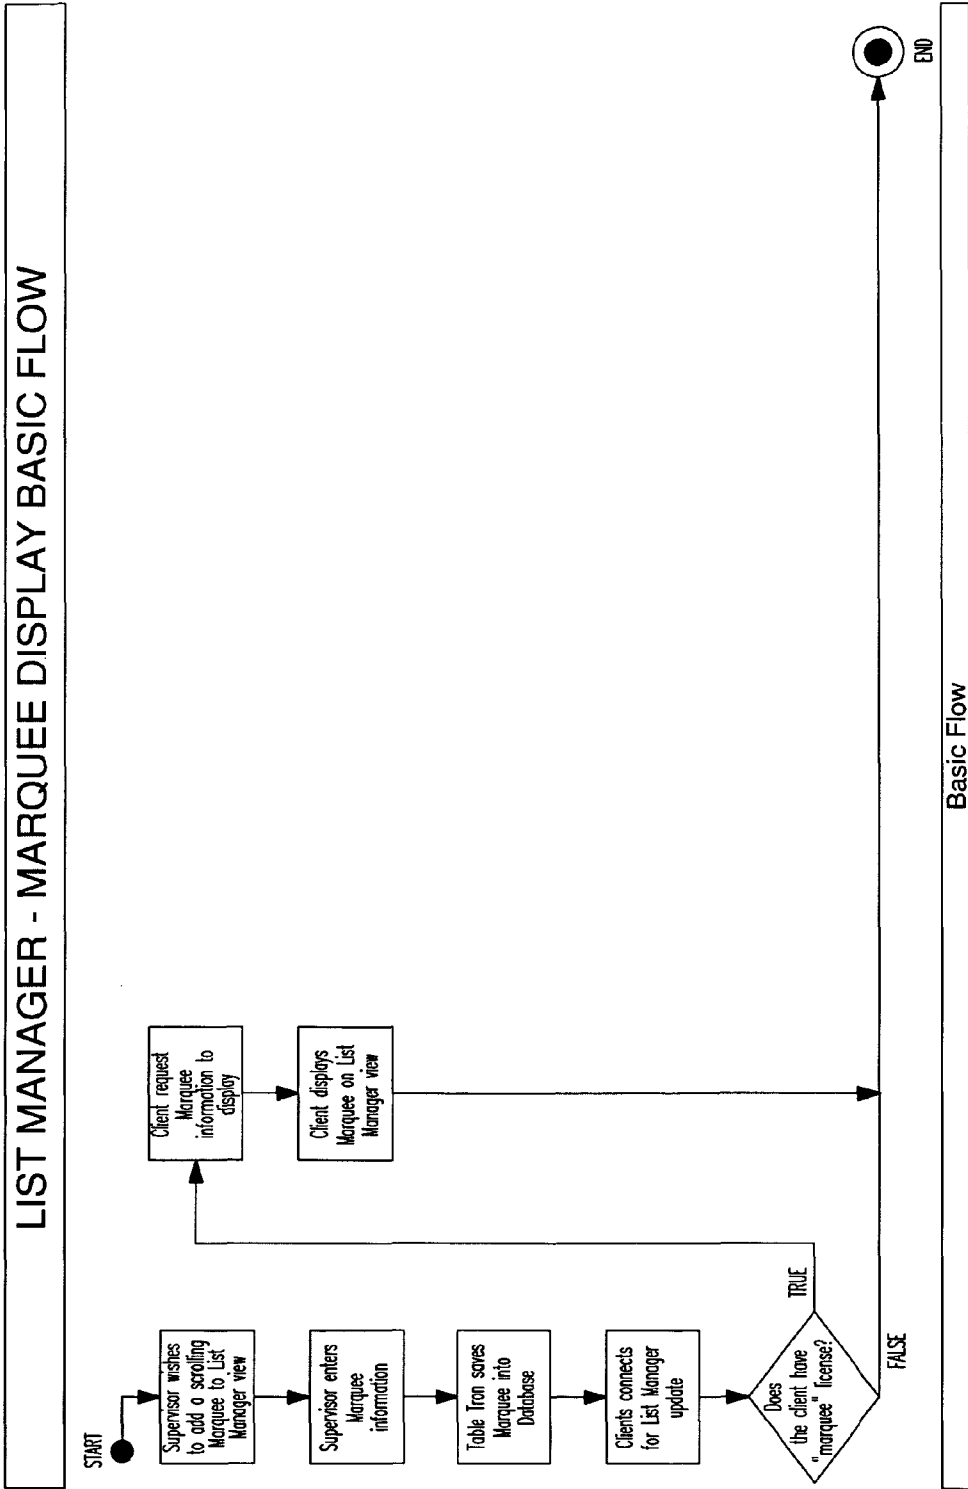 LIST MANAGER - MARQUEE DISPLAY BASIC FLOW
START
Supervisor wishes
to add a scrolling
Marquee to List
Manager view
Supervisor enters
Marquee
information
Table Tron saves
Marquee into
Database
Clients connects
for List Manager
update
Does
the client have
"marquee" license?
TRUE
FALSE
Client request
Marquee
information to
display
Client displays
Marquee on List
Manager view
END
Basic Flow